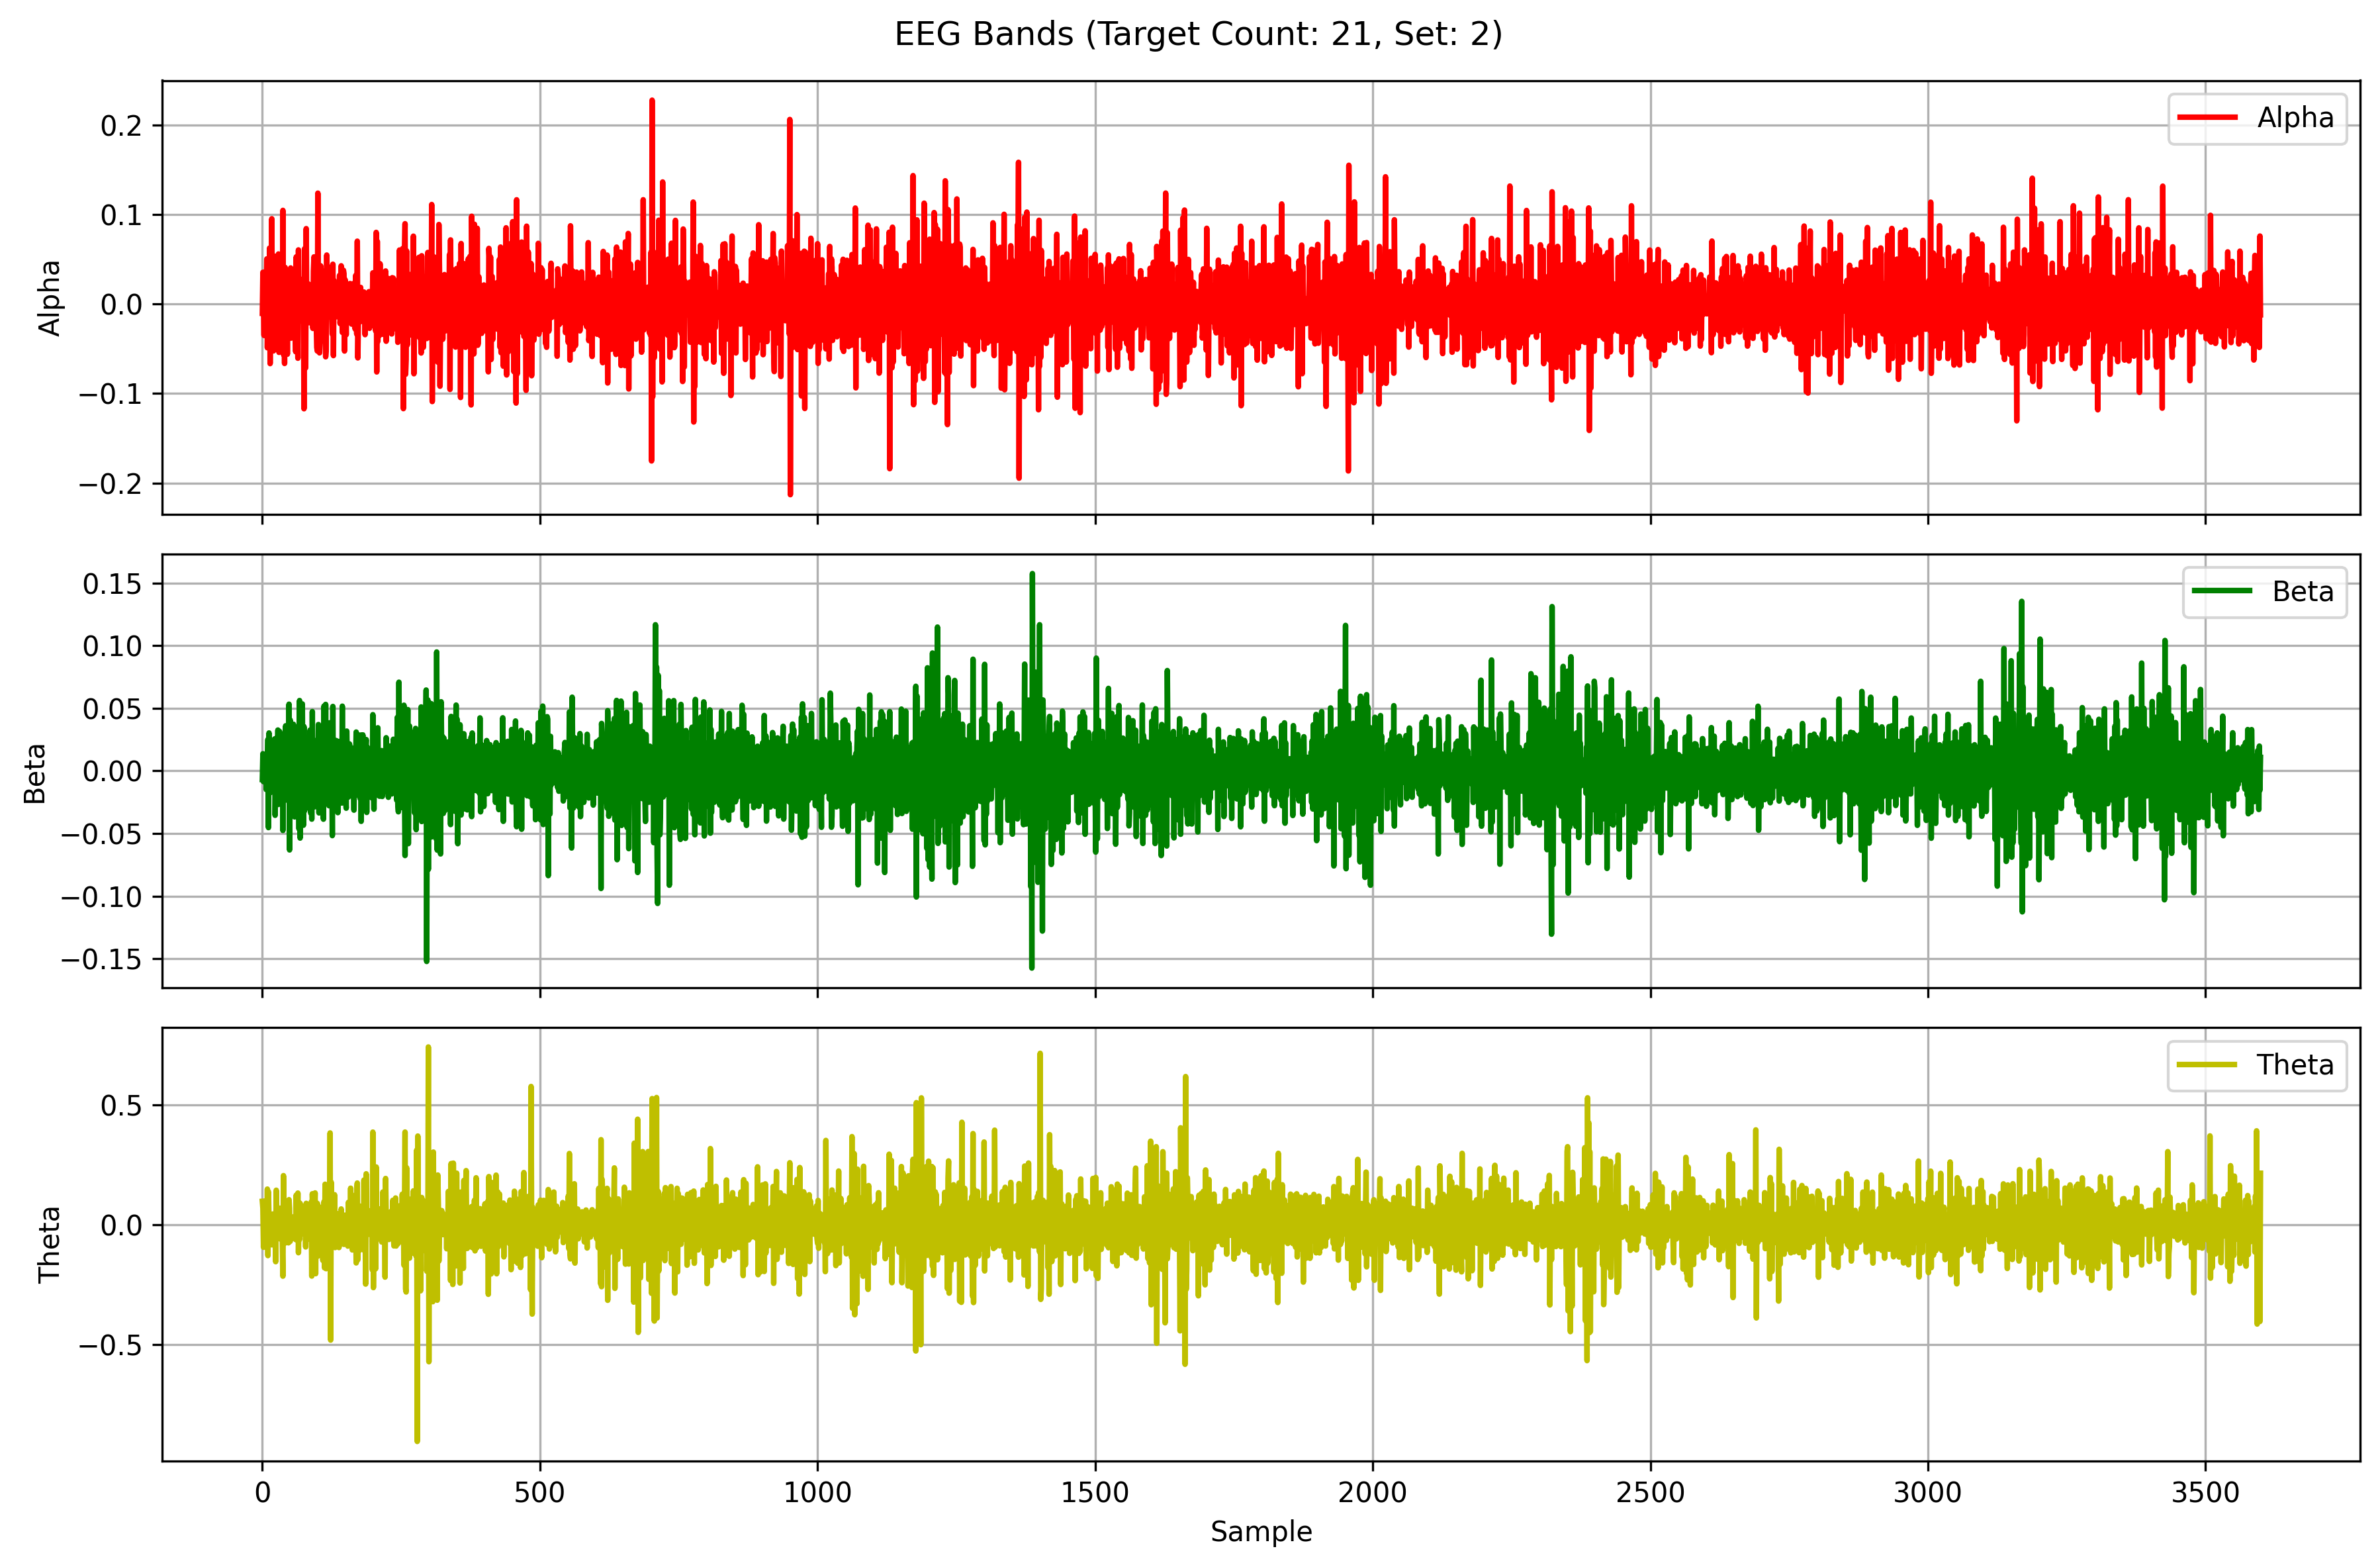 EEG Bands (Target Count: 21, Set: 2)
Alpha
0.2
0.1
0.0
−0.1
−0.2
Alpha
Beta
0.15
0.10
0.05
0.00
−0.05
−0.10
−0.15
Beta
Theta
0.5
0.0
−0.5
Theta
0 500 1000 1500 2000 2500 3000 3500
Sample